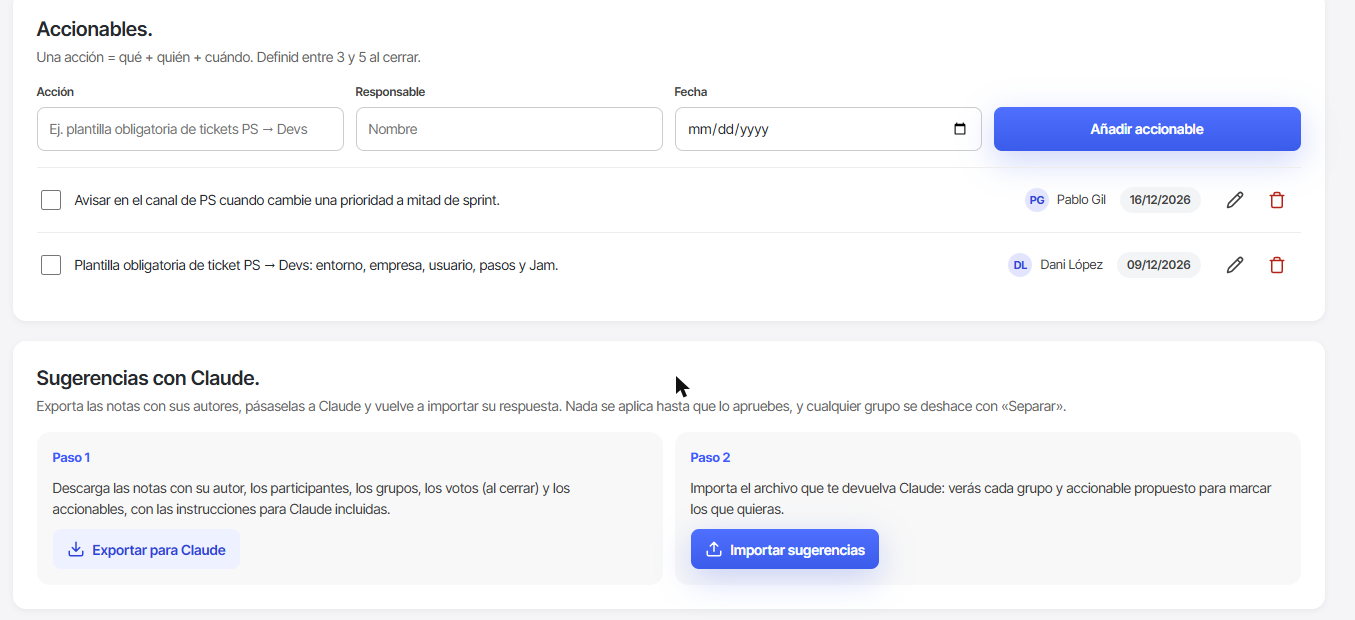 Accionables.
Una acción = qué + quién + cuándo. Definid entre 3 y 5 al cerrar.
Acción
Responsable
Fecha
Ej. plantilla obligatoria de tickets PS → Devs
Nombre
mm/dd/yyyy
Añadir accionable
Avisar en el canal de PS cuando cambie una prioridad a mitad de sprint.
PG Pablo Gil 16/12/2026
Plantilla obligatoria de ticket PS → Devs: entorno, empresa, usuario, pasos y Jam.
DL Dani López 09/12/2026
Sugerencias con Claude.
Exporta las notas con sus autores, pásaselas a Claude y vuelve a importar su respuesta. Nada se aplica hasta que lo apruebes, y cualquier grupo se deshace con «Separar».
Paso 1
Descarga las notas con su autor, los participantes, los grupos, los votos (al cerrar) y los
accionables, con las instrucciones para Claude incluidas.
Exportar para Claude
Paso 2
Importa el archivo que te devuelva Claude: verás cada grupo y accionable propuesto para marcar
los que quieras.
Importar sugerencias